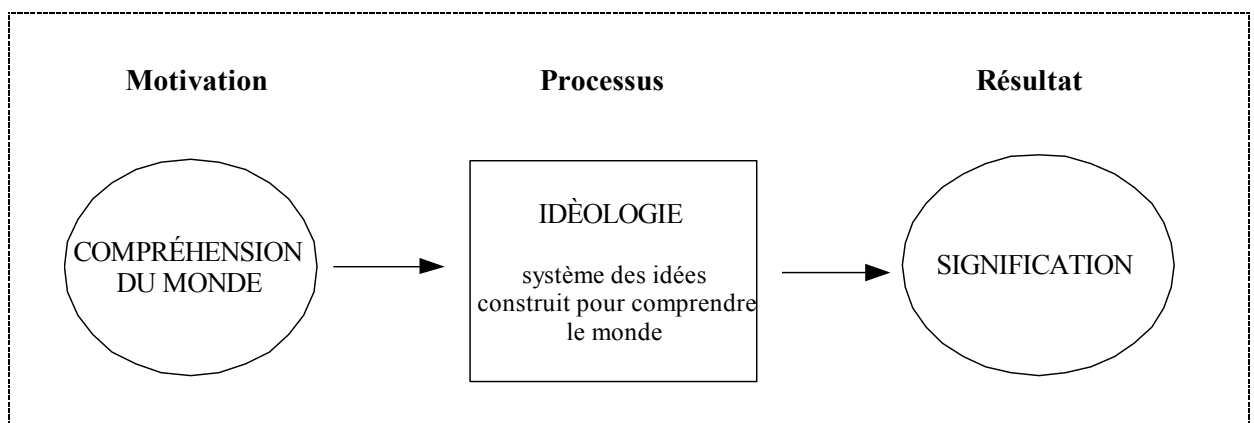 Motivation
Processus
Résultat
COMPRÉHENSION
DU MONDE
IDÈOLOGIE
système des idées
construit pour comprendre
le monde
SIGNIFICATION